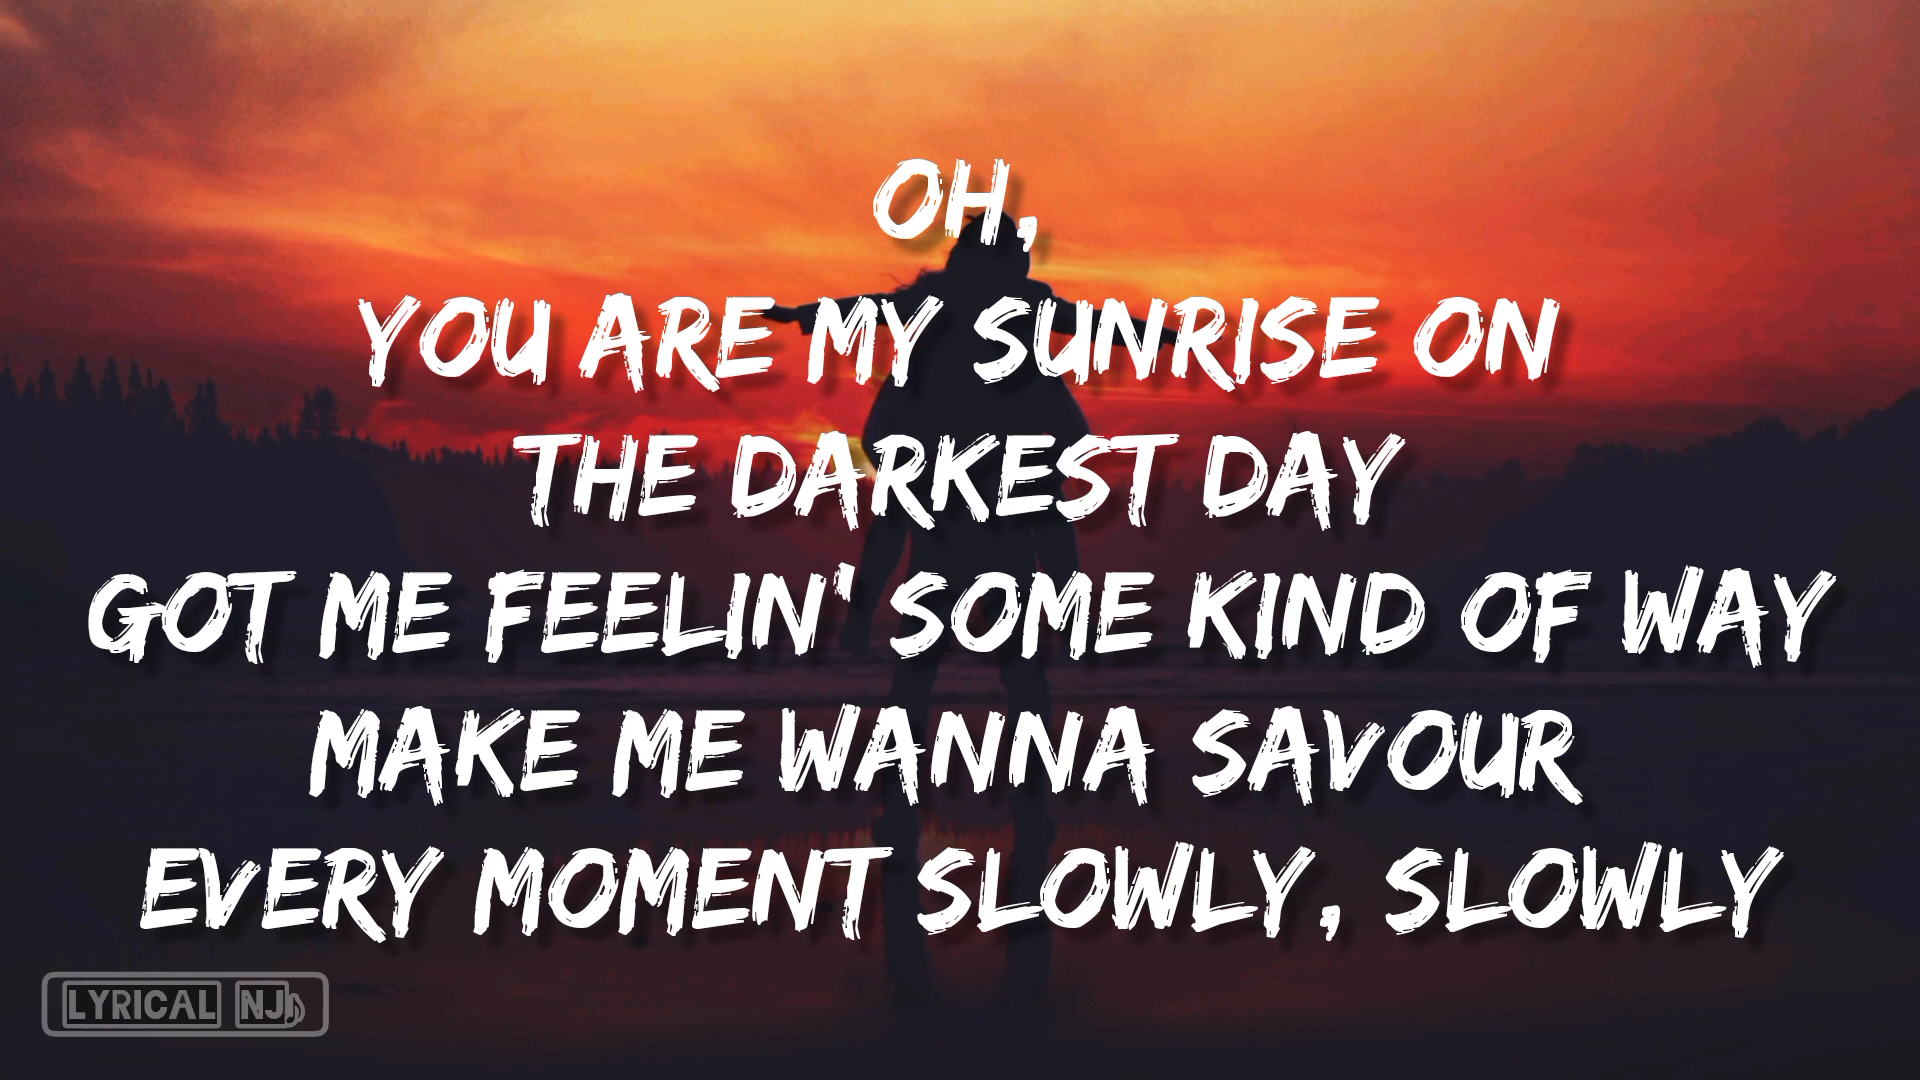 OH,
YOU ARE MY SUNRISE ON
THE DARKEST DAY
GOT ME FEELIN' SOME KIND OF WAY
MAKE ME WANNA SAVOUR
EVERY MOMENT SLOWLY, SLOWLY
LYRICAL NJ